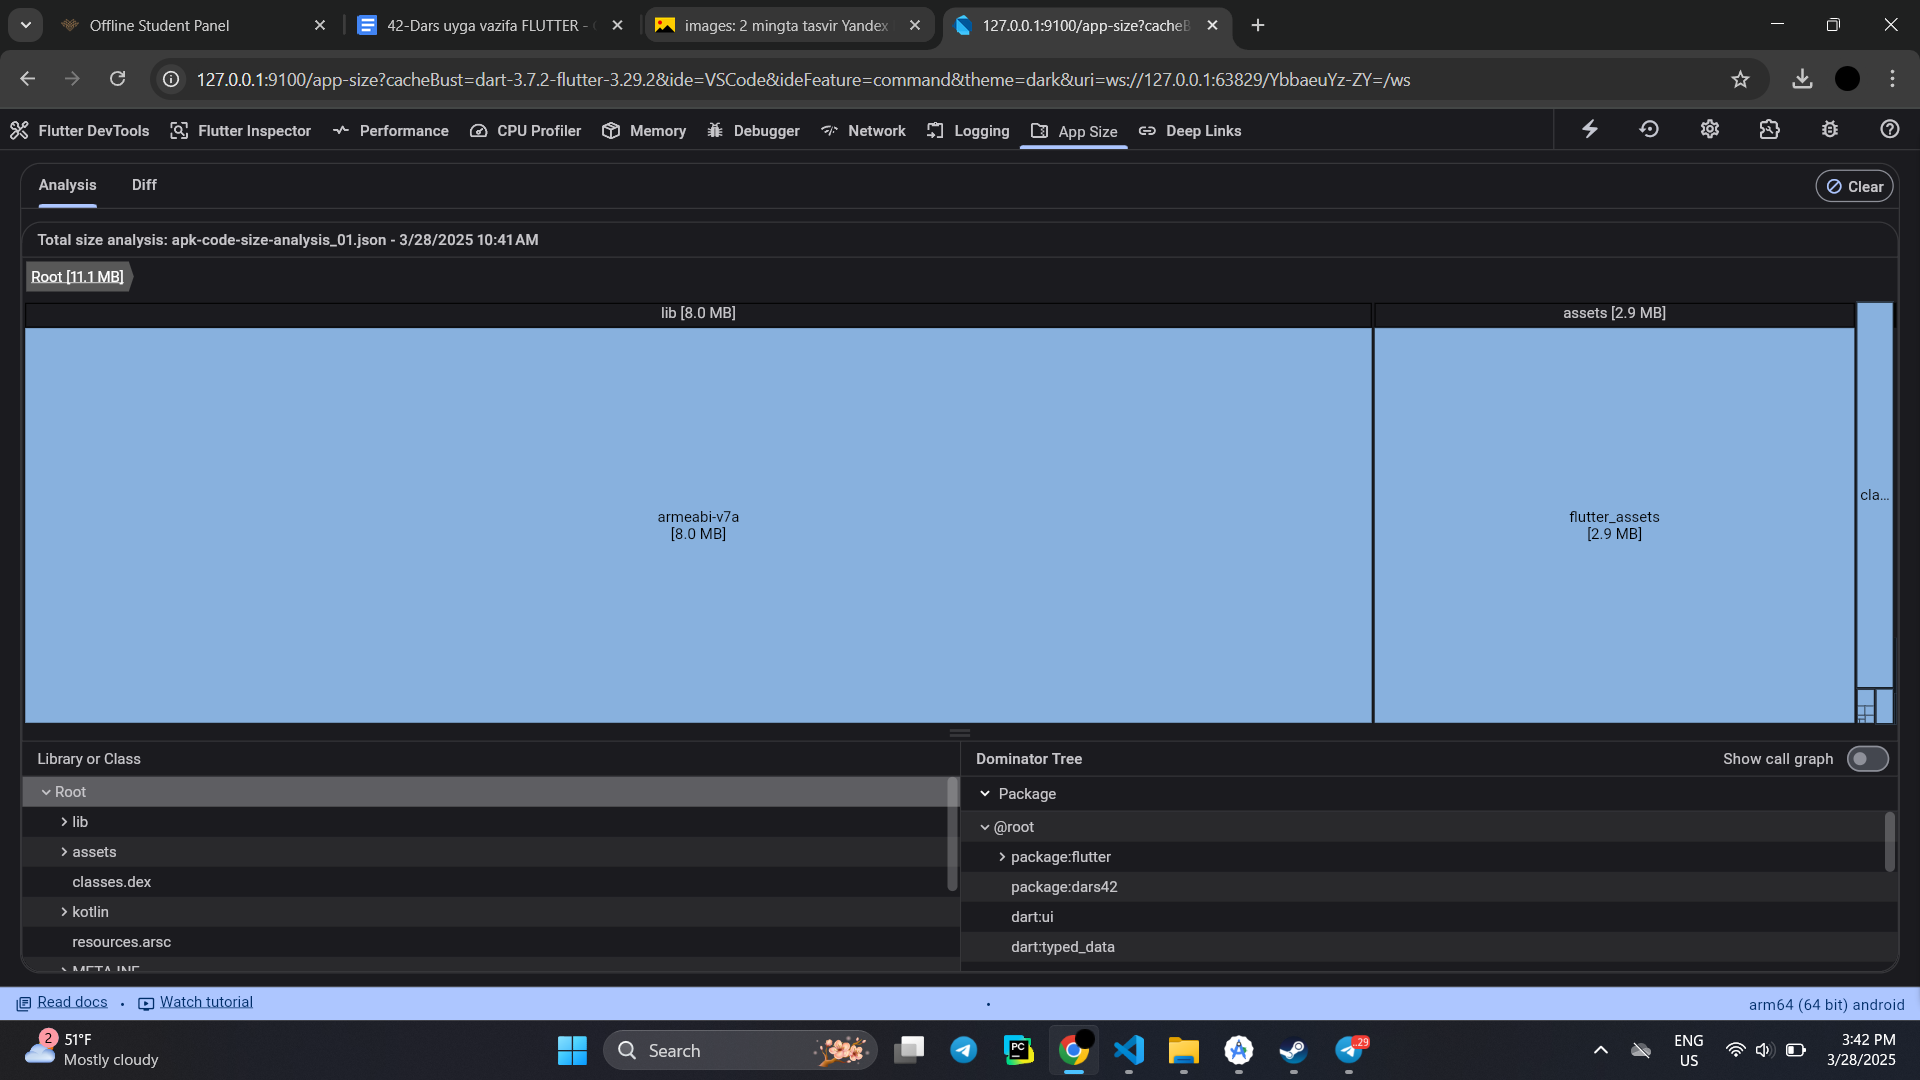 Offline Student Panel
42-Dars uyga vazifa FLUTTER -
images: 2 mingta tasvir Yandex
127.0.0.1:9100/app-size?cacheB
127.0.0.1:9100/app-size?cacheBust=dart-3.7.2-flutter-3.29.2&ide=VSCode&ideFeature=command&theme=dark&uri=ws://127.0.0.1:63829/YbbaeuYz-ZY=/ws
Flutter DevTools
Flutter Inspector
Performance
CPU Profiler
Memory
Debugger
Network
Logging
App Size
Deep Links
Analysis
Diff
Clear
Total size analysis: apk-code-size-analysis_01.json - 3/28/2025 10:41 AM
Root [11.1 MB]
lib [8.0 MB]
assets [2.9 MB]
cla...
armeabi-v7a
[8.0 MB]
flutter_assets
[2.9 MB]
Library or Class
Root
lib
assets
classes.dex
kotlin
resources.arsc
META-INF
Dominator Tree
Show call graph
Package
@root
package:flutter
package:dars42
dart:ui
dart:typed_data
Read docs
•
Watch tutorial
•
arm64 (64 bit) android
2
51°F
Mostly cloudy
Search
PC
29
ENG
US
3:42 PM
3/28/2025